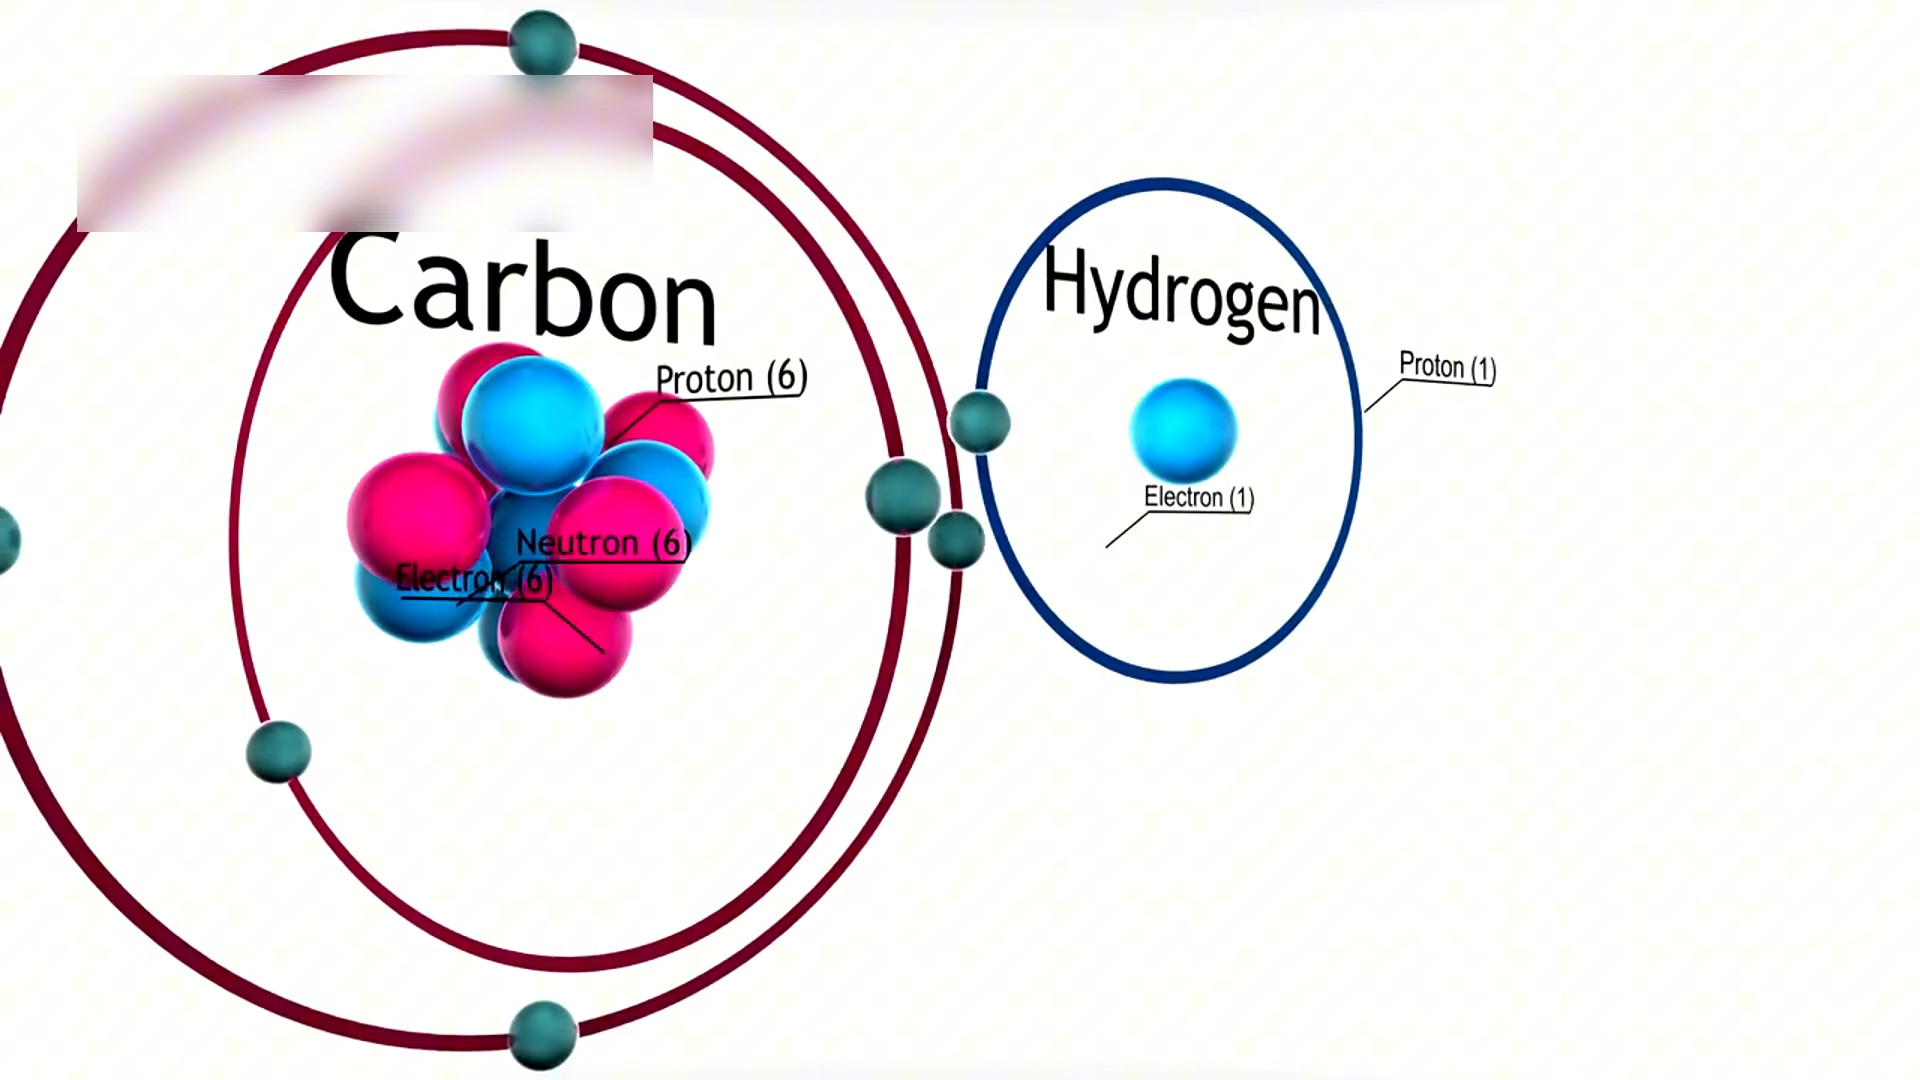 Carbon
Proton (6)
Neutron (6)
Electron (6)
Hydrogen
Proton (1)
Electron (1)